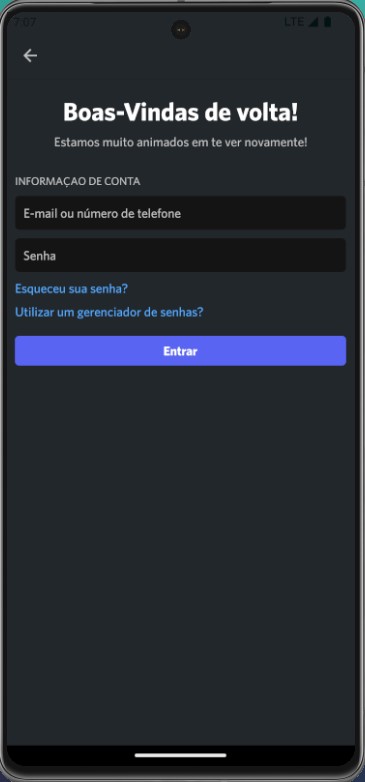 7:07
LTE
Boas-Vindas de volta!
Estamos muito animados em te ver novamente!
INFORMAÇAO DE CONTA
E-mail ou número de telefone
Senha
Esqueceu sua senha?
Utilizar um gerenciador de senhas?
Entrar